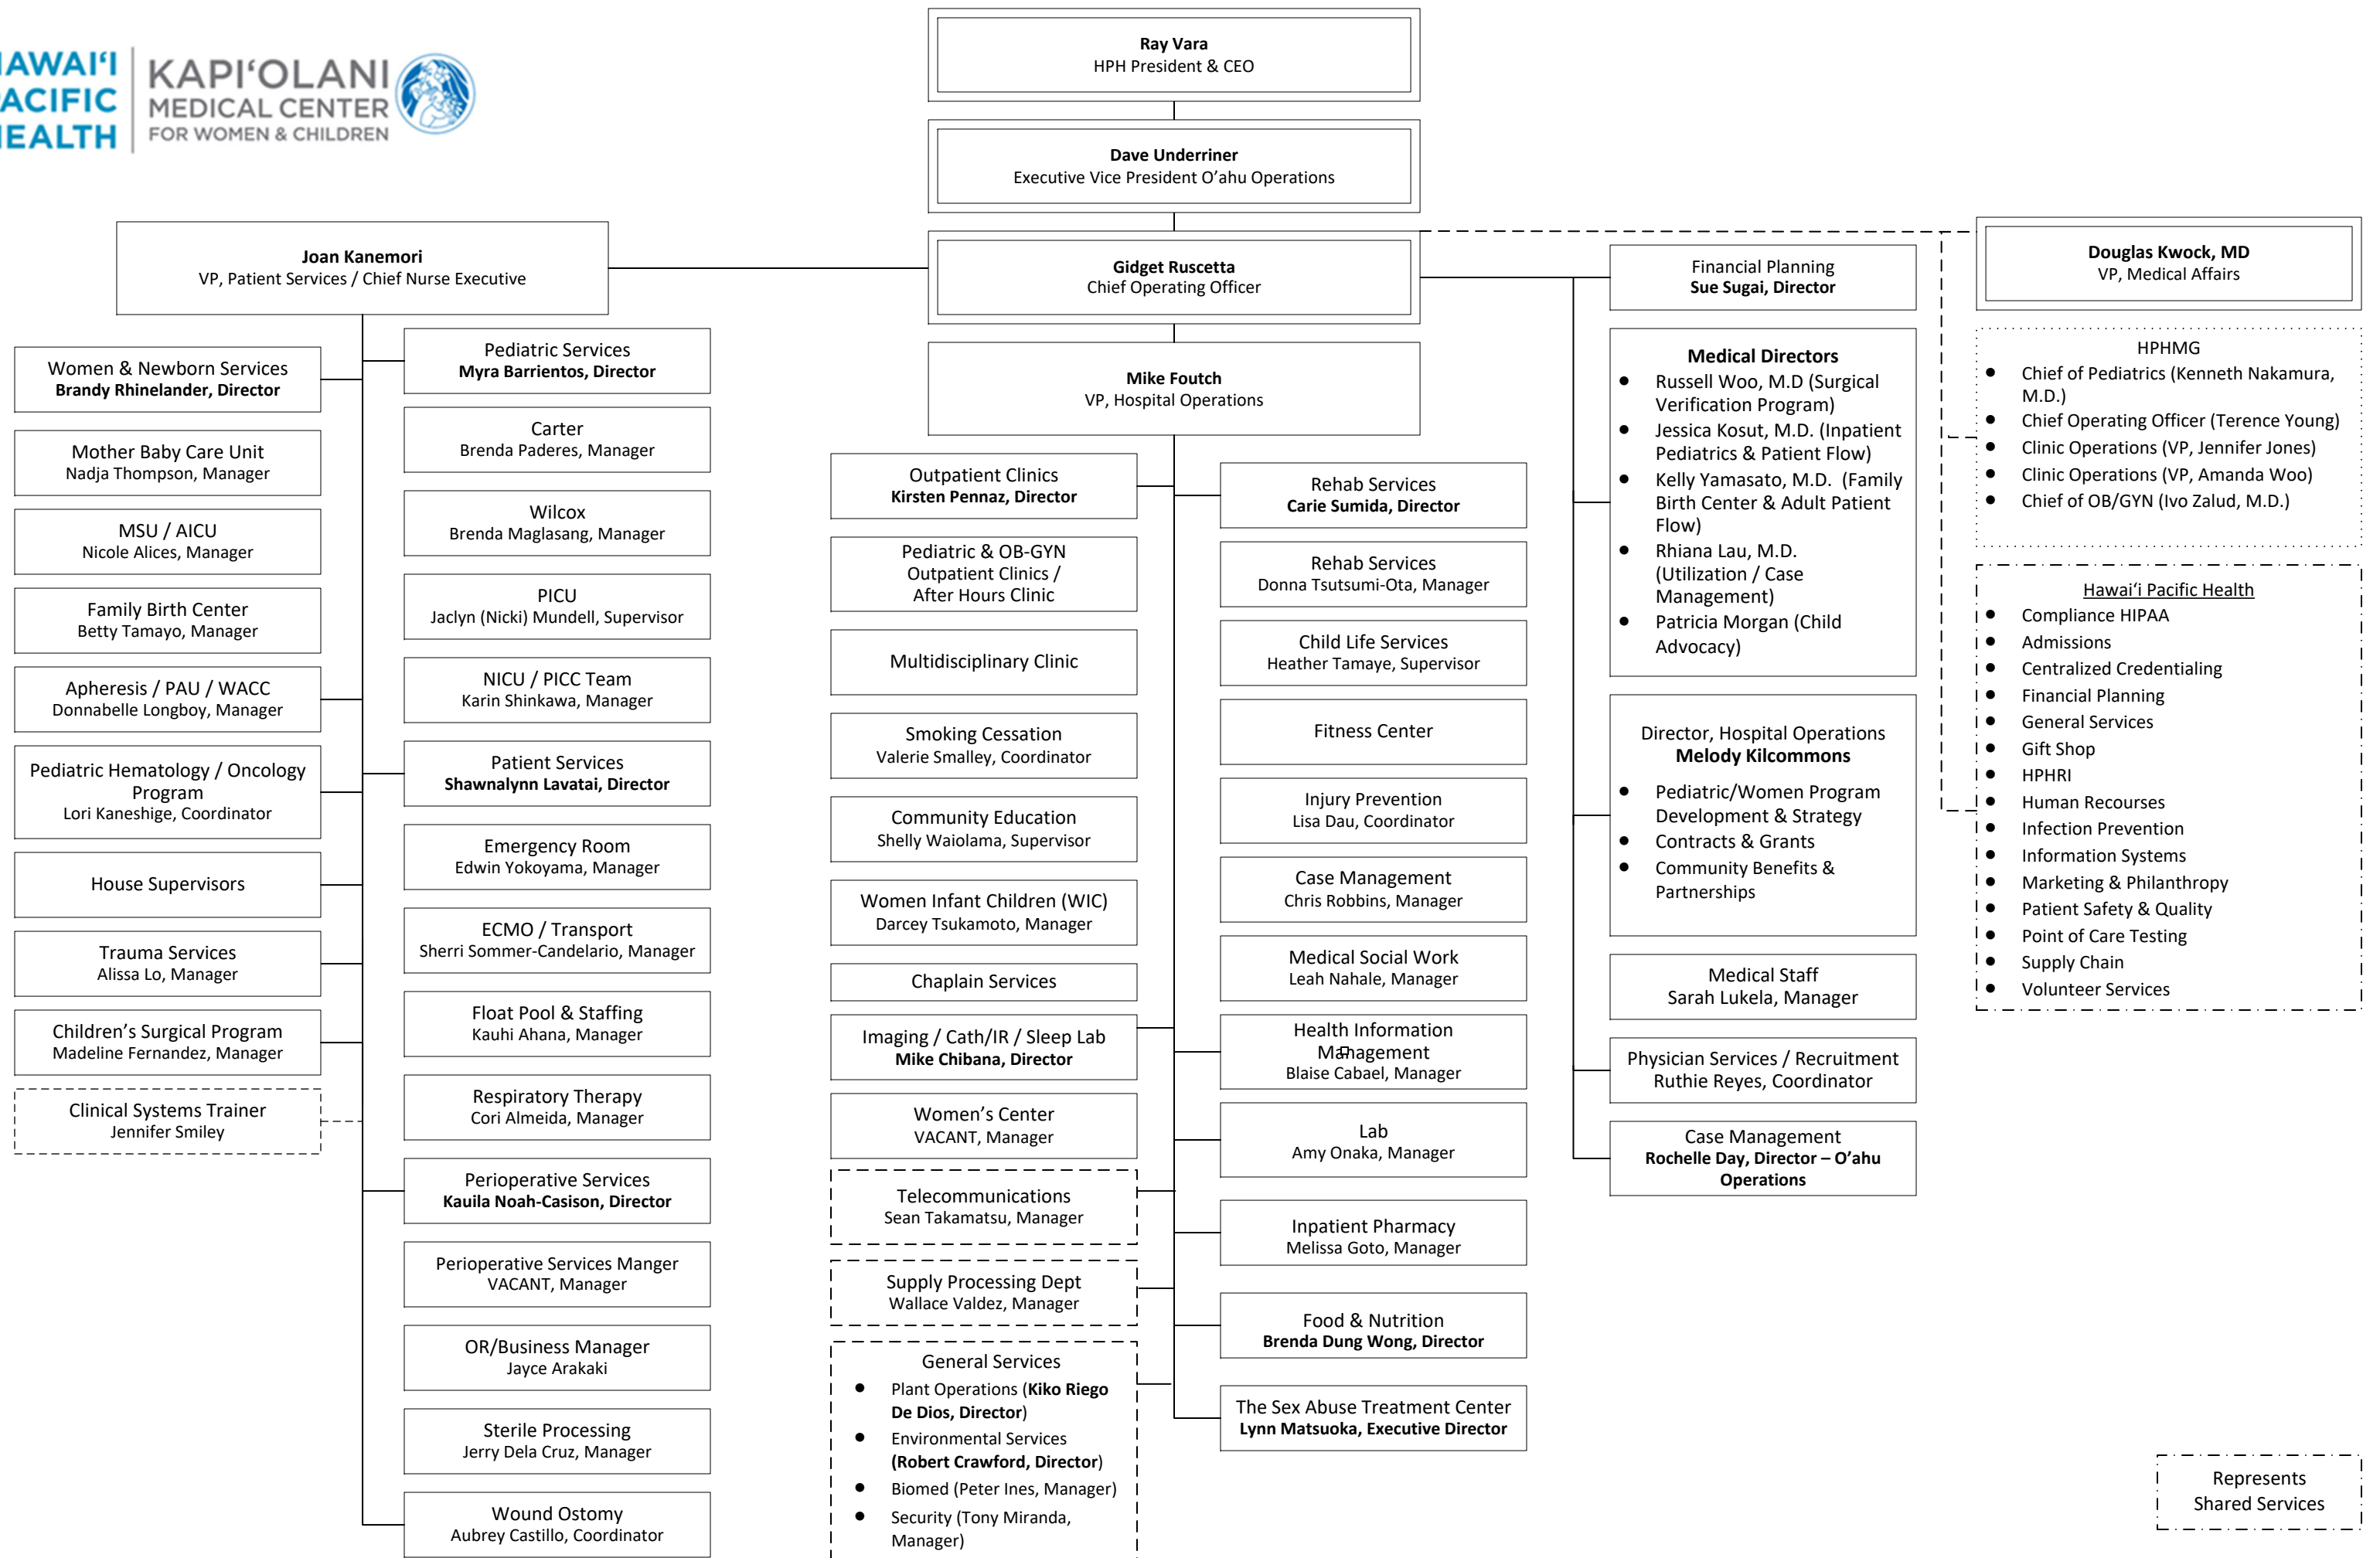 HAWAI‘I
PACIFIC
HEALTH
KAPI‘OLANI
MEDICAL CENTER
FOR WOMEN & CHILDREN
Ray Vara
HPH President & CEO
Dave Underriner
Executive Vice President O’ahu Operations
Joan Kanemori
VP, Patient Services / Chief Nurse Executive
Gidget Ruscetta
Chief Operating Officer
Mike Foutch
VP, Hospital Operations
Douglas Kwock, MD
VP, Medical Affairs
Women & Newborn Services
Brandy Rhinelander, Director
Mother Baby Care Unit
Nadja Thompson, Manager
MSU / AICU
Nicole Alices, Manager
Family Birth Center
Betty Tamayo, Manager
Apheresis / PAU / WACC
Donnabelle Longboy, Manager
Pediatric Hematology / Oncology
Program
Lori Kaneshige, Coordinator
House Supervisors
Trauma Services
Alissa Lo, Manager
Children’s Surgical Program
Madeline Fernandez, Manager
Clinical Systems Trainer
Jennifer Smiley
Pediatric Services
Myra Barrientos, Director
Carter
Brenda Paderes, Manager
Wilcox
Brenda Maglasang, Manager
PICU
Jaclyn (Nicki) Mundell, Supervisor
NICU / PICC Team
Karin Shinkawa, Manager
Patient Services
Shawnalynn Lavatai, Director
Emergency Room
Edwin Yokoyama, Manager
ECMO / Transport
Sherri Sommer-Candelario, Manager
Float Pool & Staffing
Kauhi Ahana, Manager
Respiratory Therapy
Cori Almeida, Manager
Perioperative Services
Kauila Noah-Casison, Director
Perioperative Services Manger
VACANT, Manager
OR/Business Manager
Jayce Arakaki
Sterile Processing
Jerry Dela Cruz, Manager
Wound Ostomy
Aubrey Castillo, Coordinator
Outpatient Clinics
Kirsten Pennaz, Director
Pediatric & OB-GYN
Outpatient Clinics /
After Hours Clinic
Multidisciplinary Clinic
Smoking Cessation
Valerie Smalley, Coordinator
Community Education
Shelly Waiolama, Supervisor
Women Infant Children (WIC)
Darcey Tsukamoto, Manager
Chaplain Services
Imaging / Cath/IR / Sleep Lab
Mike Chibana, Director
Women’s Center
VACANT, Manager
Telecommunications
Sean Takamatsu, Manager
Supply Processing Dept
Wallace Valdez, Manager
General Services
● Plant Operations (Kiko Riego
De Dios, Director)
● Environmental Services
(Robert Crawford, Director)
● Biomed (Peter Ines, Manager)
● Security (Tony Miranda,
Manager)
Rehab Services
Carie Sumida, Director
Rehab Services
Donna Tsutsumi-Ota, Manager
Child Life Services
Heather Tamaye, Supervisor
Fitness Center
Injury Prevention
Lisa Dau, Coordinator
Case Management
Chris Robbins, Manager
Medical Social Work
Leah Nahale, Manager
Health Information
Management
Blaise Cabael, Manager
Lab
Amy Onaka, Manager
Inpatient Pharmacy
Melissa Goto, Manager
Food & Nutrition
Brenda Dung Wong, Director
The Sex Abuse Treatment Center
Lynn Matsuoka, Executive Director
Financial Planning
Sue Sugai, Director
Medical Directors
● Russell Woo, M.D (Surgical
Verification Program)
● Jessica Kosut, M.D. (Inpatient
Pediatrics & Patient Flow)
● Kelly Yamasato, M.D. (Family
Birth Center & Adult Patient
Flow)
● Rhiana Lau, M.D.
(Utilization / Case
Management)
● Patricia Morgan (Child
Advocacy)
Director, Hospital Operations
Melody Kilcommons
● Pediatric/Women Program
Development & Strategy
● Contracts & Grants
● Community Benefits &
Partnerships
Medical Staff
Sarah Lukela, Manager
Physician Services / Recruitment
Ruthie Reyes, Coordinator
Case Management
Rochelle Day, Director – O’ahu
Operations
HPHMG
● Chief of Pediatrics (Kenneth Nakamura,
M.D.)
● Chief Operating Officer (Terence Young)
● Clinic Operations (VP, Jennifer Jones)
● Clinic Operations (VP, Amanda Woo)
● Chief of OB/GYN (Ivo Zalud, M.D.)
Hawai‘i Pacific Health
● Compliance HIPAA
● Admissions
● Centralized Credentialing
● Financial Planning
● General Services
● Gift Shop
● HPHRI
● Human Recourses
● Infection Prevention
● Information Systems
● Marketing & Philanthropy
● Patient Safety & Quality
● Point of Care Testing
● Supply Chain
● Volunteer Services
Represents
Shared Services